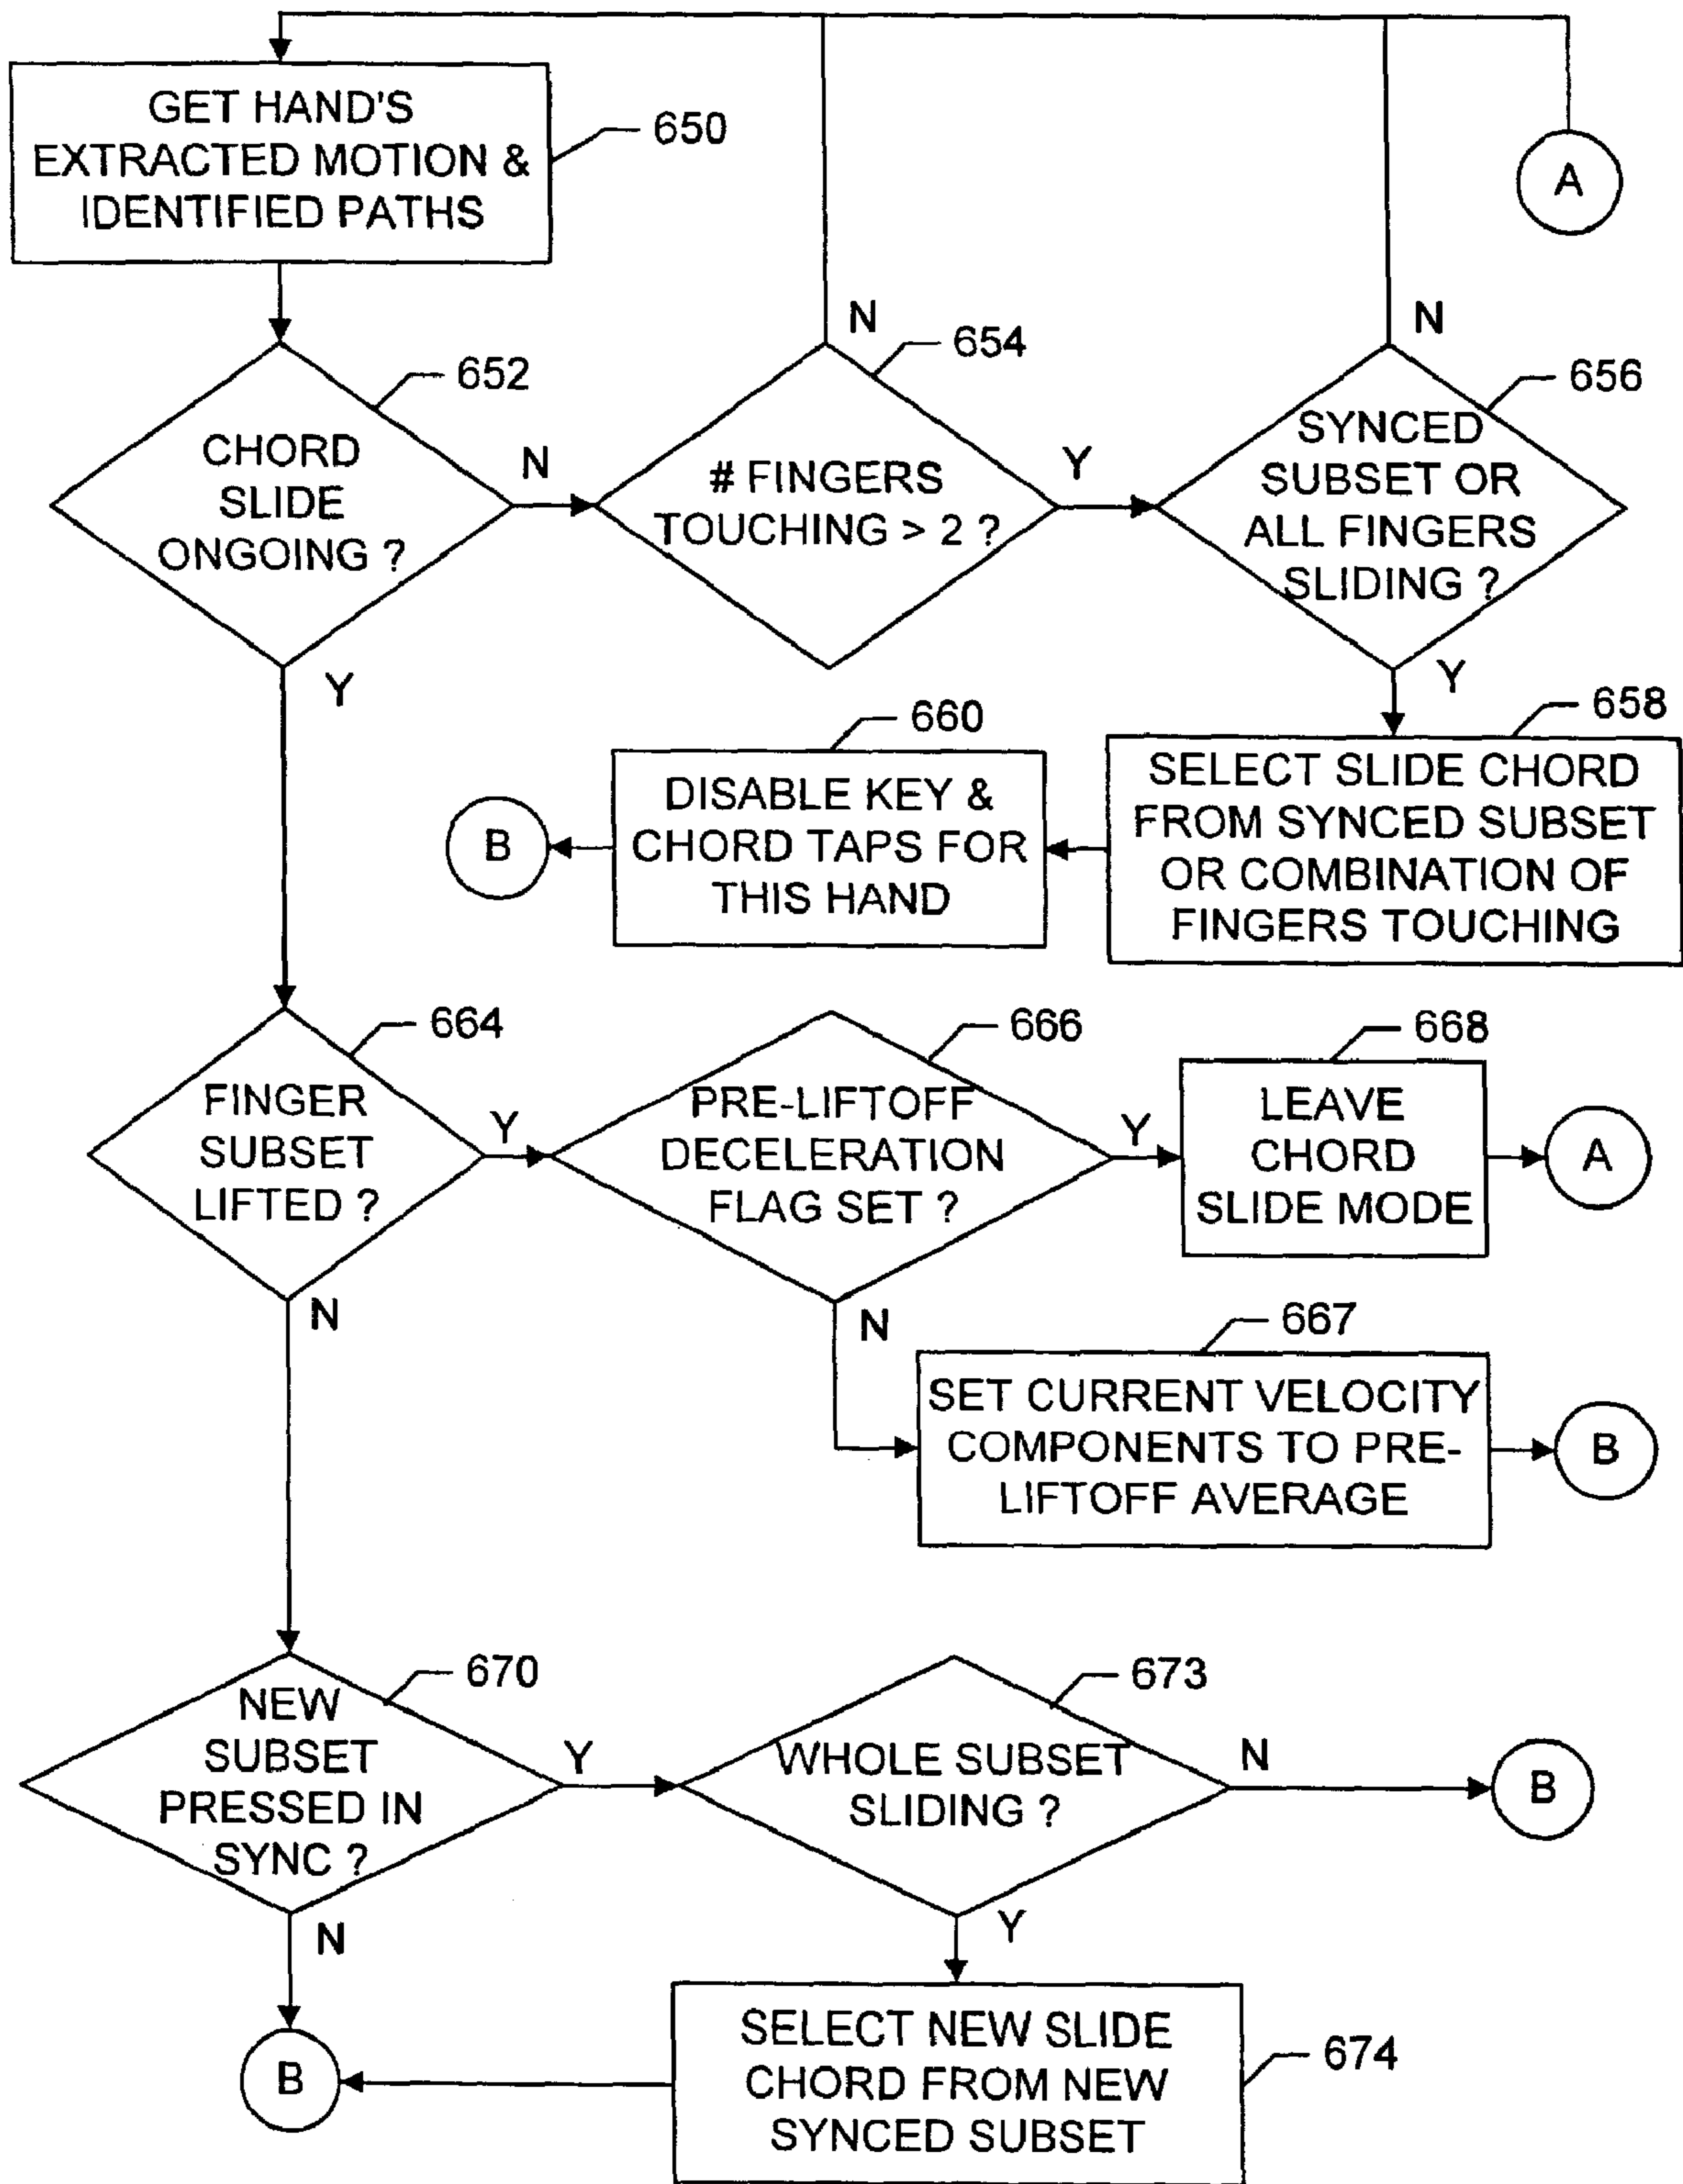 GET HAND'S
EXTRACTED MOTION &
IDENTIFIED PATHS
650
A
N
N
652
654
656
CHORD
SLIDE
ONGOING ?
N
# FINGERS
TOUCHING > 2 ?
Y
SYNCED
SUBSET OR
ALL FINGERS
SLIDING ?
Y
Y
660
658
B
DISABLE KEY &
CHORD TAPS FOR
THIS HAND
SELECT SLIDE CHORD
FROM SYNCED SUBSET
OR COMBINATION OF
FINGERS TOUCHING
664
666
668
FINGER
SUBSET
LIFTED ?
Y
PRE-LIFTOFF
DECELERATION
FLAG SET ?
Y
LEAVE
CHORD
SLIDE MODE
A
N
N
667
SET CURRENT VELOCITY
COMPONENTS TO PRE-
LIFTOFF AVERAGE
B
670
673
NEW
SUBSET
PRESSED IN
SYNC ?
Y
WHOLE SUBSET
SLIDING ?
N
B
N
Y
B
SELECT NEW SLIDE
CHORD FROM NEW
SYNCED SUBSET
674